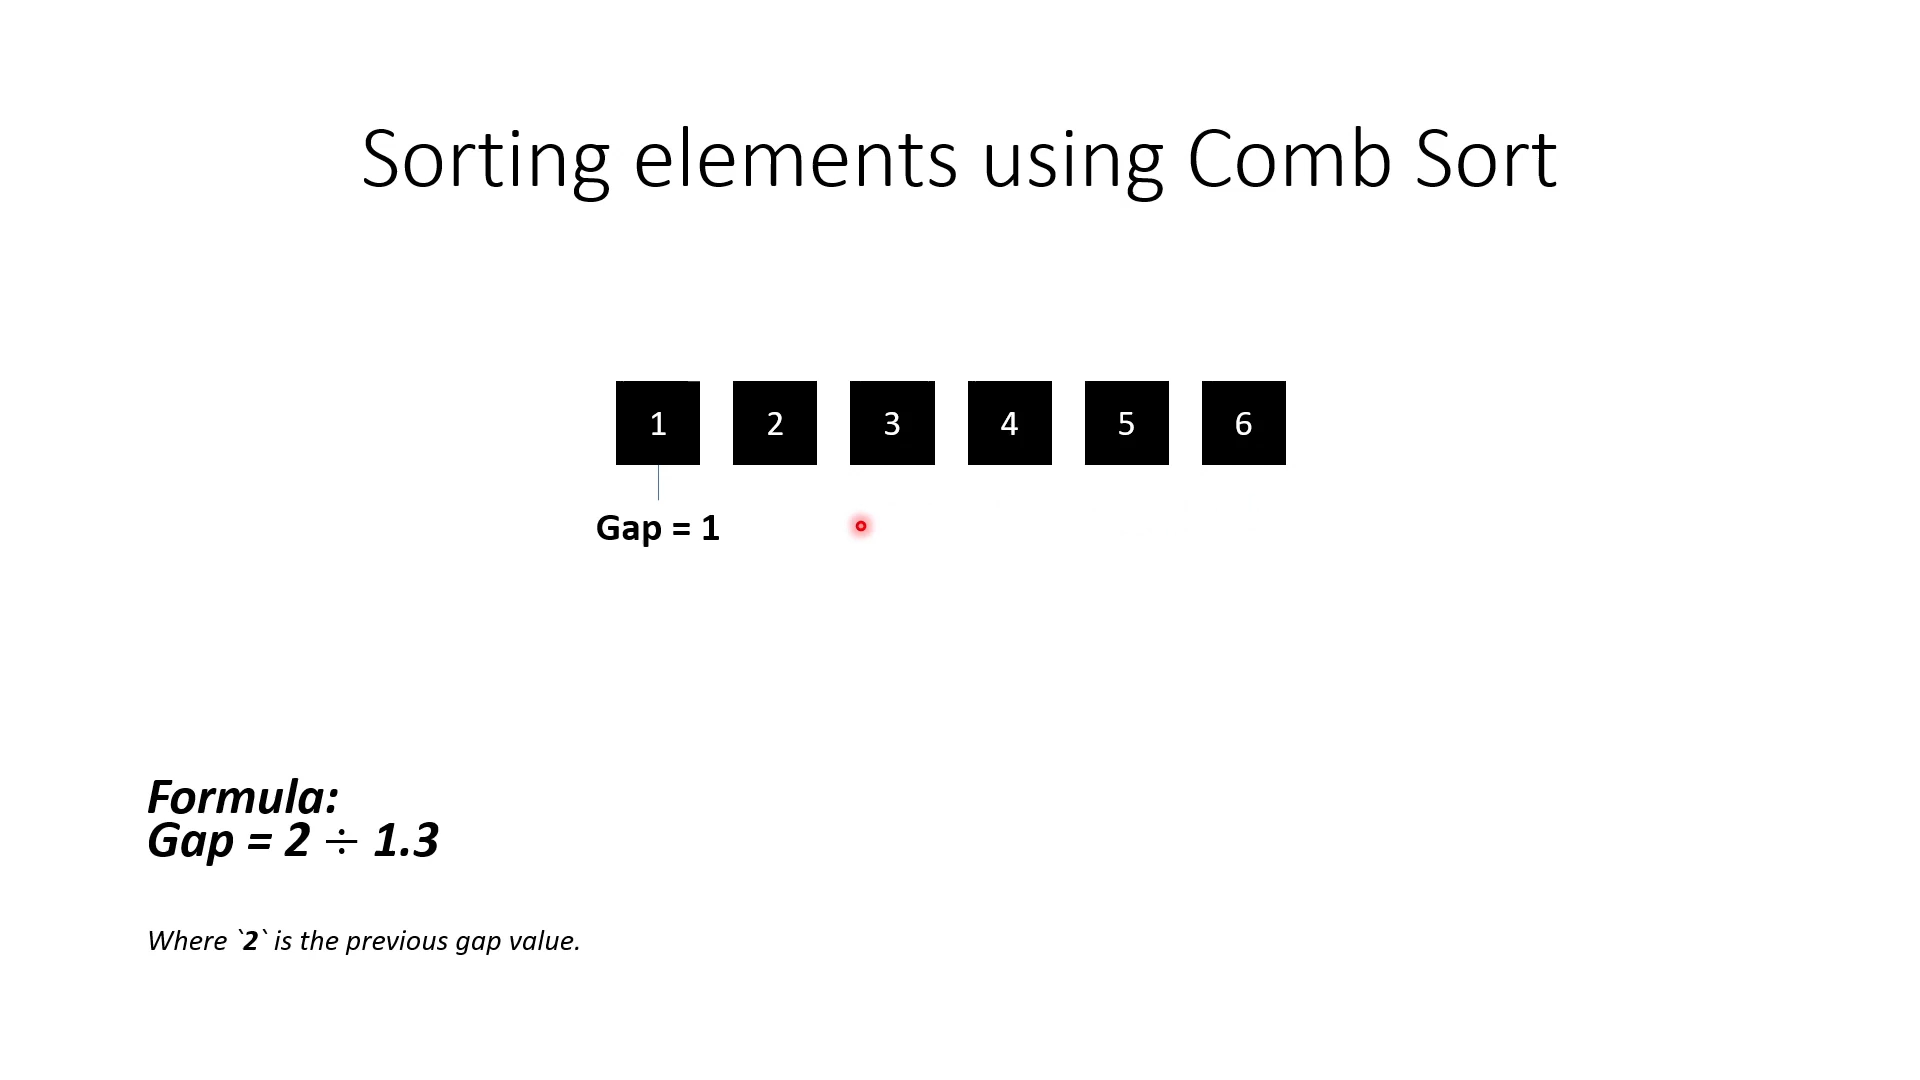 Sorting elements using Comb Sort
1 2 3 4 5 6
Gap = 1
Formula:
Gap = 2 ÷ 1.3
Where `2` is the previous gap value.